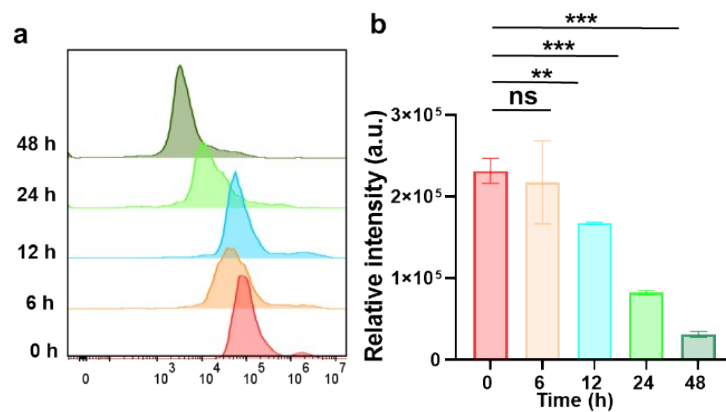 a
48 h
24 h
12 h
6 h
0 h
0 10³ 10⁴ 10⁵ 10⁶ 10⁷
b
***
***
**
ns
Relative intensity (a.u.)
3×10⁵
2×10⁵
1×10⁵
0
0 6 12 24 48
Time (h)